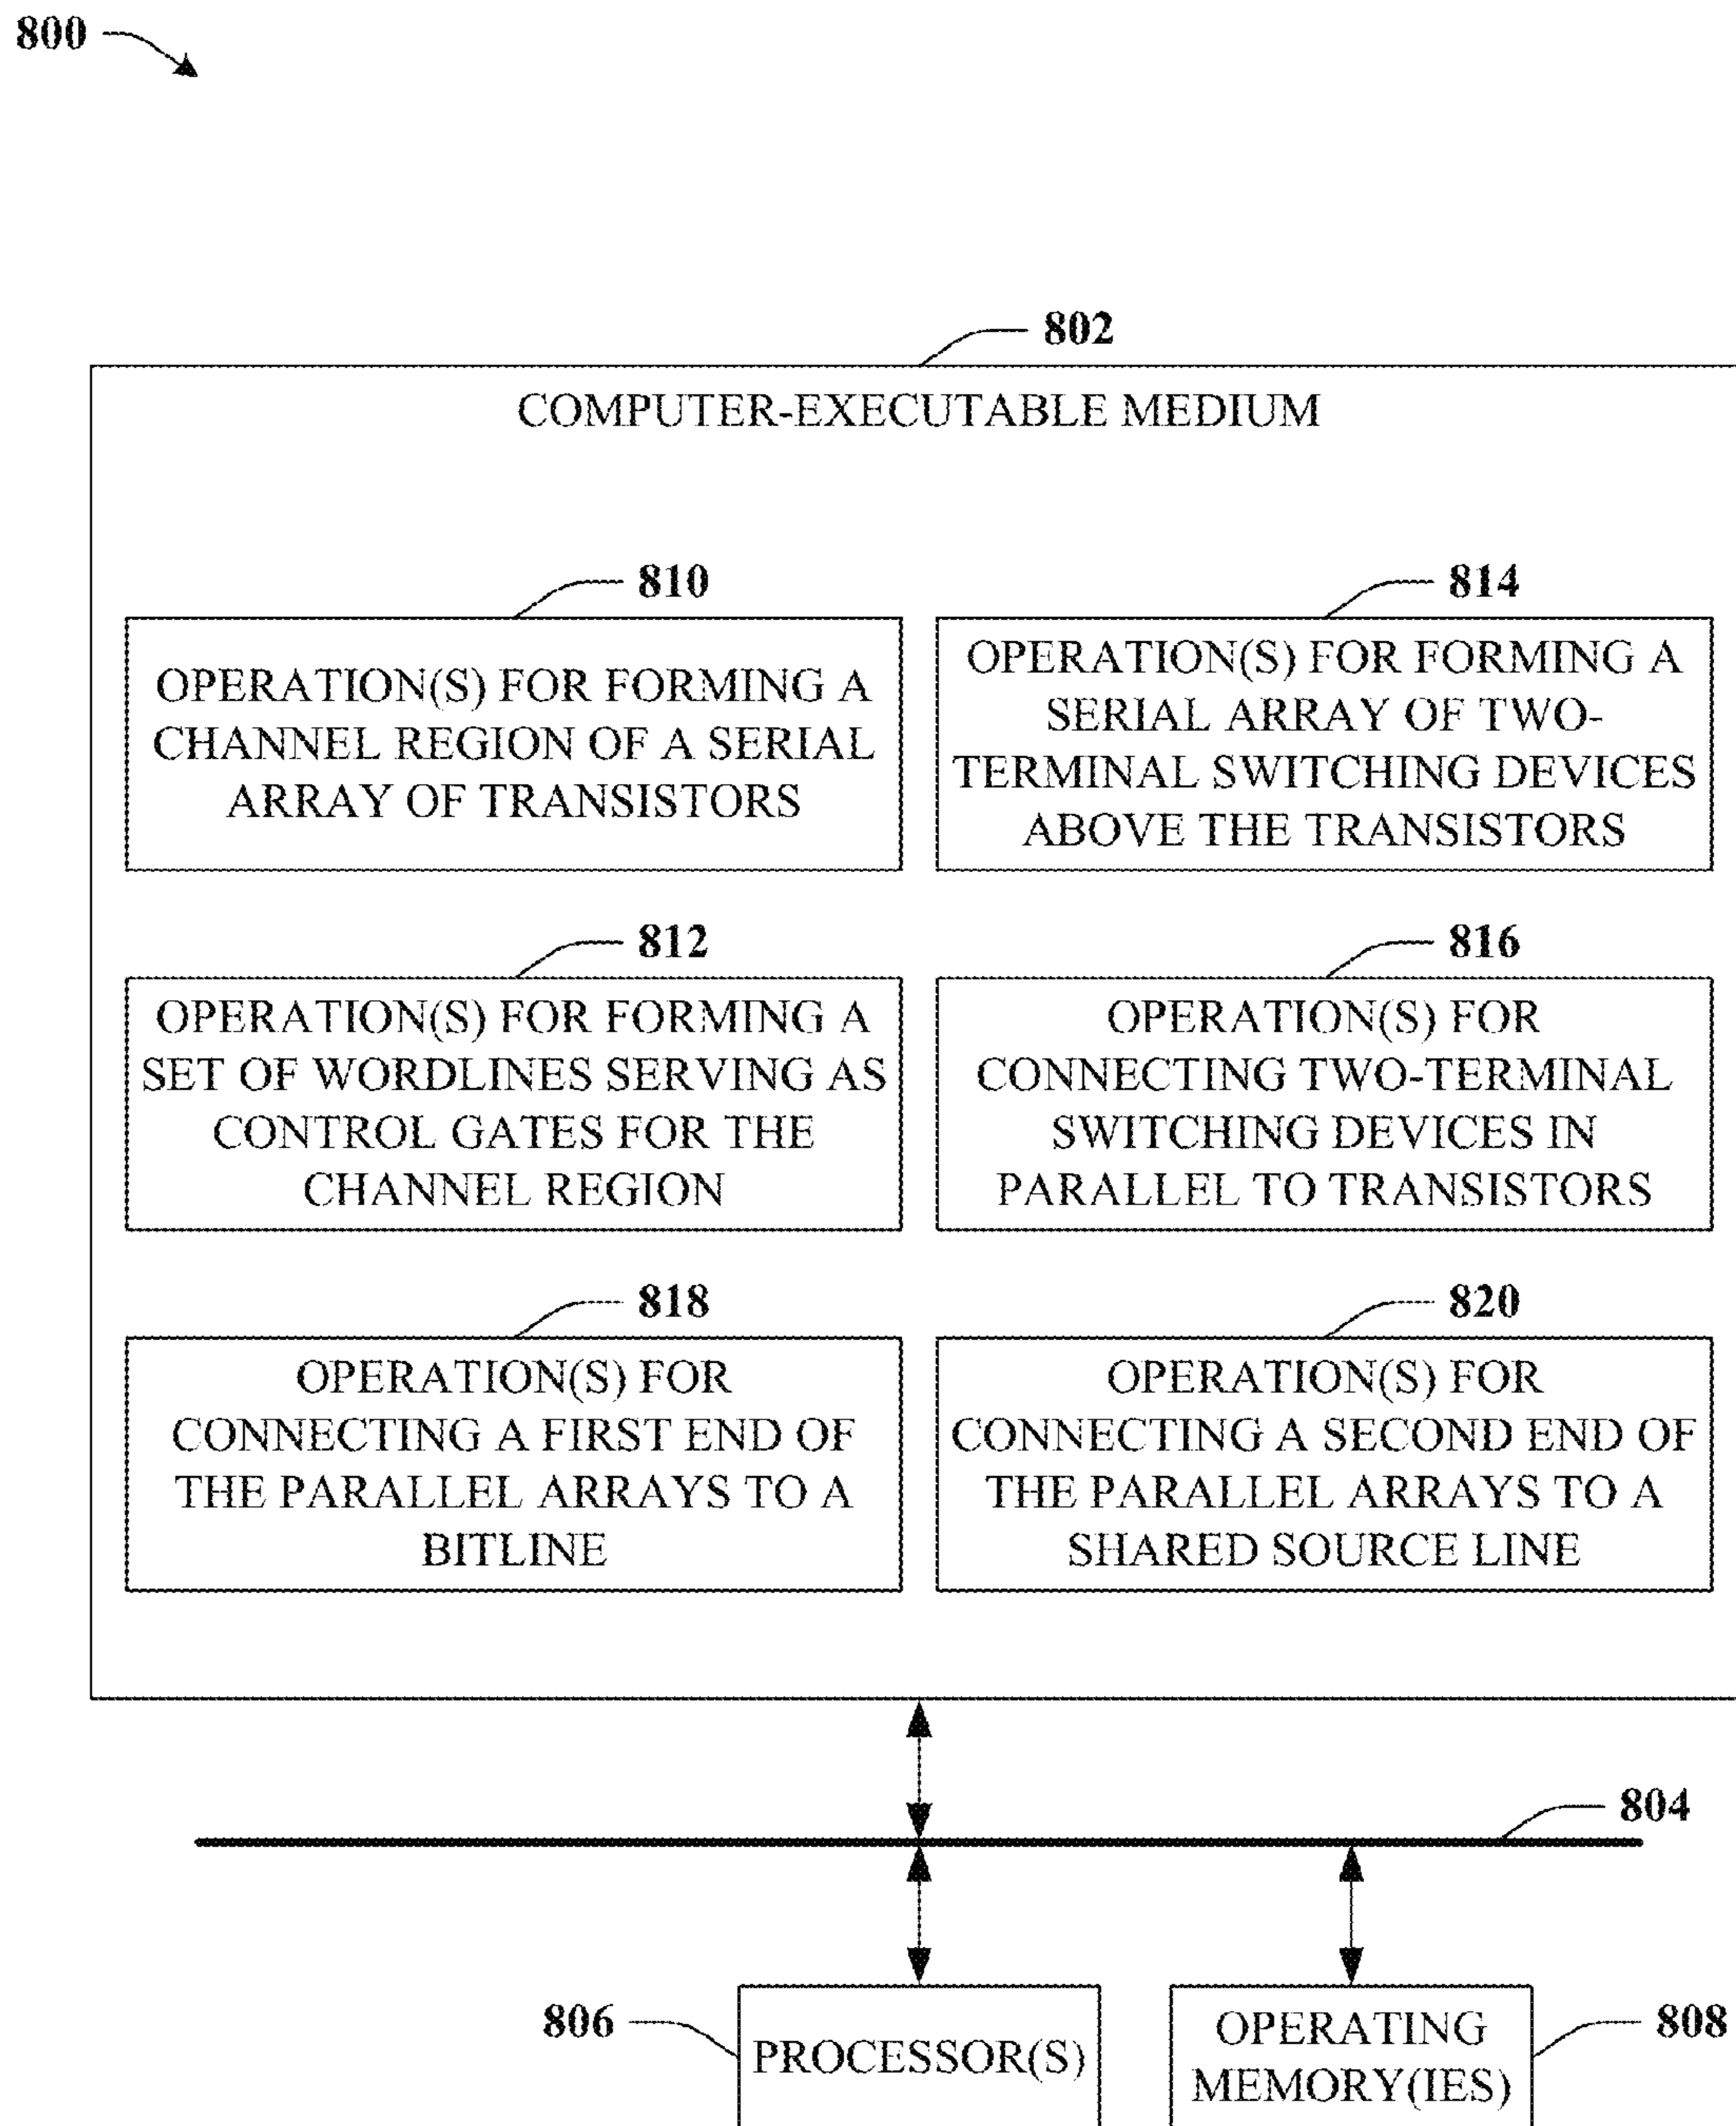 800
802
COMPUTER-EXECUTABLE MEDIUM
810
OPERATION(S) FOR FORMING A
CHANNEL REGION OF A SERIAL
ARRAY OF TRANSISTORS
814
OPERATION(S) FOR FORMING A
SERIAL ARRAY OF TWO-
TERMINAL SWITCHING DEVICES
ABOVE THE TRANSISTORS
812
OPERATION(S) FOR FORMING A
SET OF WORDLINES SERVING AS
CONTROL GATES FOR THE
CHANNEL REGION
816
OPERATION(S) FOR
CONNECTING TWO-TERMINAL
SWITCHING DEVICES IN
PARALLEL TO TRANSISTORS
818
OPERATION(S) FOR
CONNECTING A FIRST END OF
THE PARALLEL ARRAYS TO A
BITLINE
820
OPERATION(S) FOR
CONNECTING A SECOND END OF
THE PARALLEL ARRAYS TO A
SHARED SOURCE LINE
804
806
PROCESSOR(S)
OPERATING
MEMORY(IES)
808